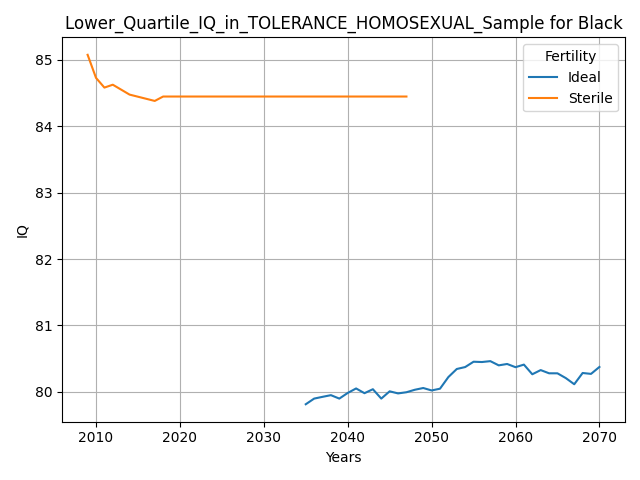 Lower_Quartile_IQ_in_TOLERANCE_HOMOSEXUAL_Sample for Black
Fertility
Ideal
Sterile
85
84
83
82
81
80
IQ
2010 2020 2030 2040 2050 2060 2070
Years